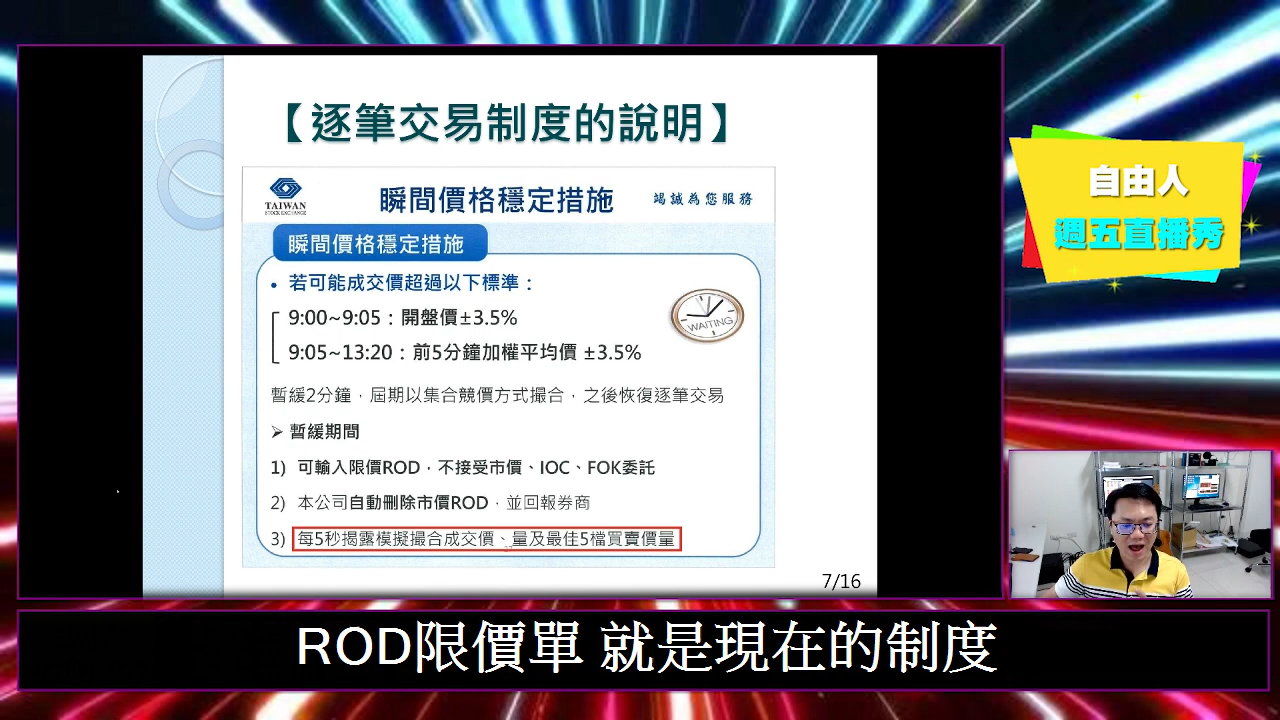 【逐筆交易制度的說明】
TAIWAN
STOCK EXCHANGE
瞬間價格穩定措施
竭誠為您服務
瞬間價格穩定措施
• 若可能成交價超過以下標準：
9:00~9:05：開盤價±3.5%
9:05~13:20：前5分鐘加權平均價 ±3.5%
WAITING
暫緩2分鐘，屆期以集合競價方式撮合，之後恢復逐筆交易
➢ 暫緩期間
1) 可輸入限價ROD，不接受市價、IOC、FOK委託
2) 本公司自動刪除市價ROD，並回報券商
3) 每5秒揭露模擬撮合成交價、量及最佳5檔買賣價量
7/16
自由人
週五直播秀
ROD限價單 就是現在的制度